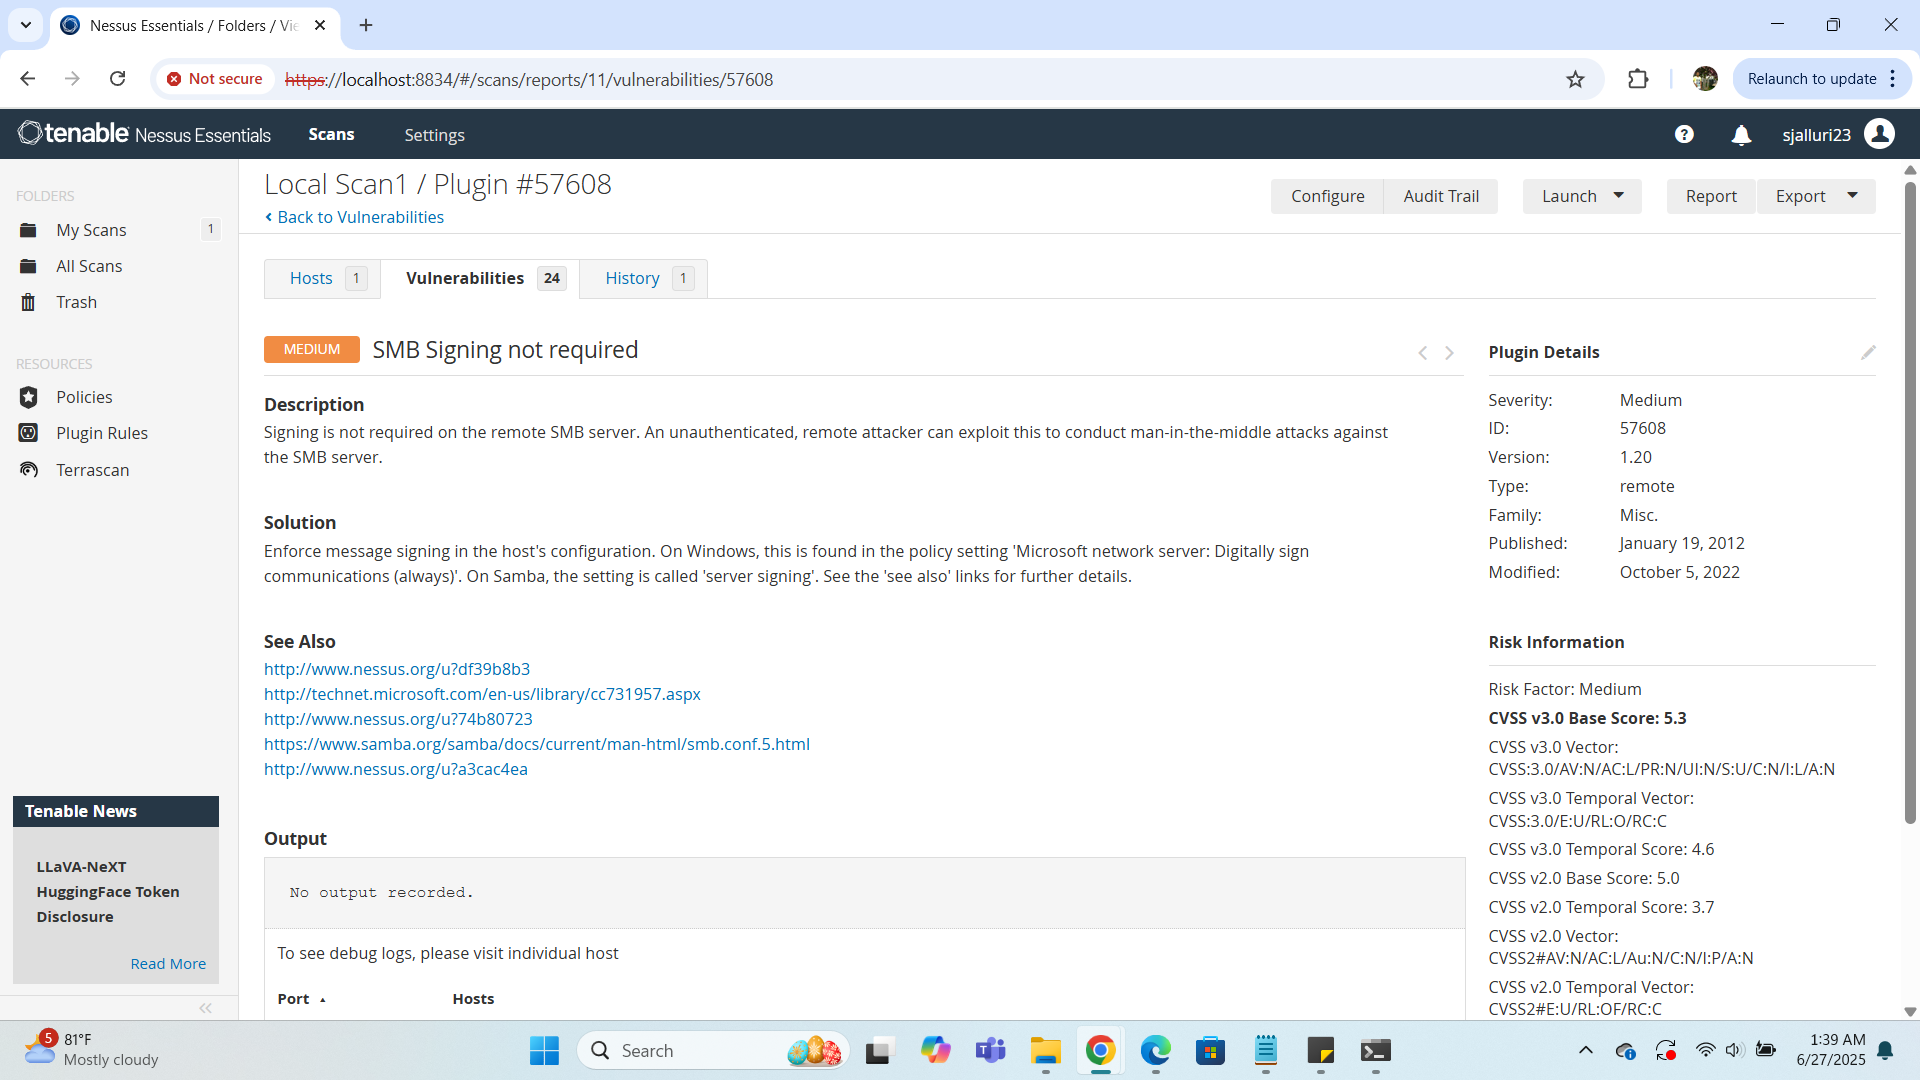 Nessus Essentials / Folders / Vie
Not secure
https://localhost:8834/#/scans/reports/11/vulnerabilities/57608
Relaunch to update
tenable Nessus Essentials
Scans
Settings
sjalluri23
FOLDERS
My Scans 1
All Scans
Trash
RESOURCES
Policies
Plugin Rules
Terrascan
Tenable News
LLaVA-NeXT
HuggingFace Token
Disclosure
Read More
Local Scan1 / Plugin #57608
Back to Vulnerabilities
Configure
Audit Trail
Launch
Report
Export
Hosts 1
Vulnerabilities 24
History 1
MEDIUM
SMB Signing not required
Description
Signing is not required on the remote SMB server. An unauthenticated, remote attacker can exploit this to conduct man-in-the-middle attacks against
the SMB server.
Solution
Enforce message signing in the host's configuration. On Windows, this is found in the policy setting 'Microsoft network server: Digitally sign
communications (always)'. On Samba, the setting is called 'server signing'. See the 'see also' links for further details.
See Also
http://www.nessus.org/u?df39b8b3
http://technet.microsoft.com/en-us/library/cc731957.aspx
http://www.nessus.org/u?74b80723
https://www.samba.org/samba/docs/current/man-html/smb.conf.5.html
http://www.nessus.org/u?a3cac4ea
Output
No output recorded.
To see debug logs, please visit individual host
Port
Hosts
Plugin Details
Severity: Medium
ID: 57608
Version: 1.20
Type: remote
Family: Misc.
Published: January 19, 2012
Modified: October 5, 2022
Risk Information
Risk Factor: Medium
CVSS v3.0 Base Score: 5.3
CVSS v3.0 Vector:
CVSS:3.0/AV:N/AC:L/PR:N/UI:N/S:U/C:N/I:L/A:N
CVSS v3.0 Temporal Vector:
CVSS:3.0/E:U/RL:O/RC:C
CVSS v3.0 Temporal Score: 4.6
CVSS v2.0 Base Score: 5.0
CVSS v2.0 Temporal Score: 3.7
CVSS v2.0 Vector:
CVSS2#AV:N/AC:L/Au:N/C:N/I:P/A:N
CVSS v2.0 Temporal Vector:
CVSS2#E:U/RL:OF/RC:C
5
81°F
Mostly cloudy
Search
1:39 AM
6/27/2025